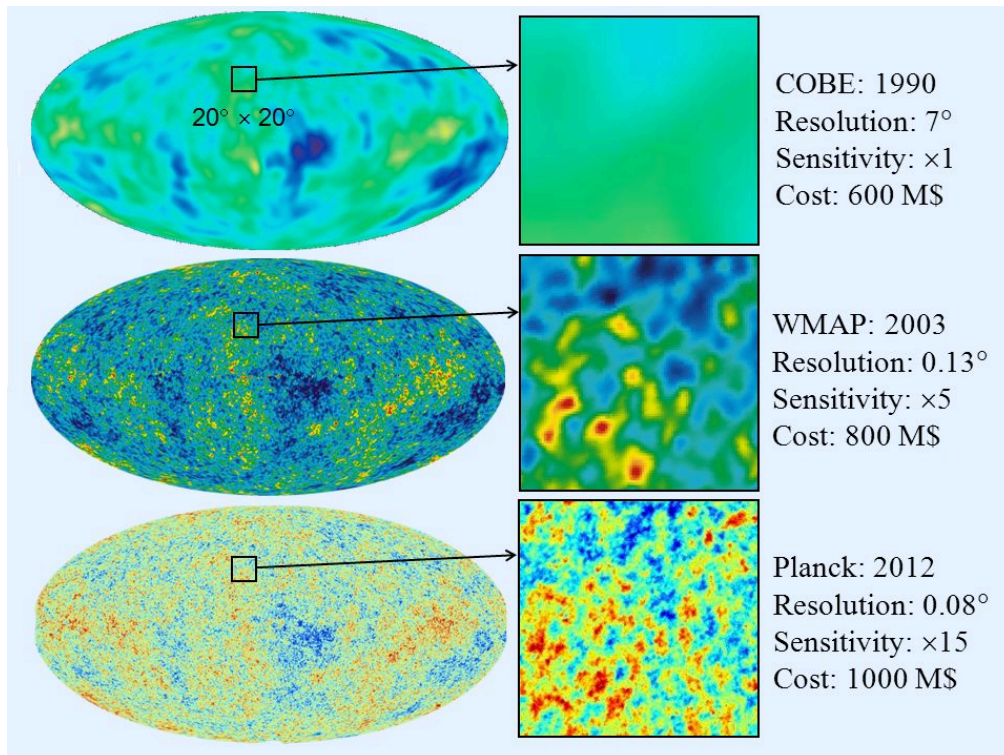 20° × 20°
COBE: 1990
Resolution: 7°
Sensitivity: ×1
Cost: 600 M$
WMAP: 2003
Resolution: 0.13°
Sensitivity: ×5
Cost: 800 M$
Planck: 2012
Resolution: 0.08°
Sensitivity: ×15
Cost: 1000 M$